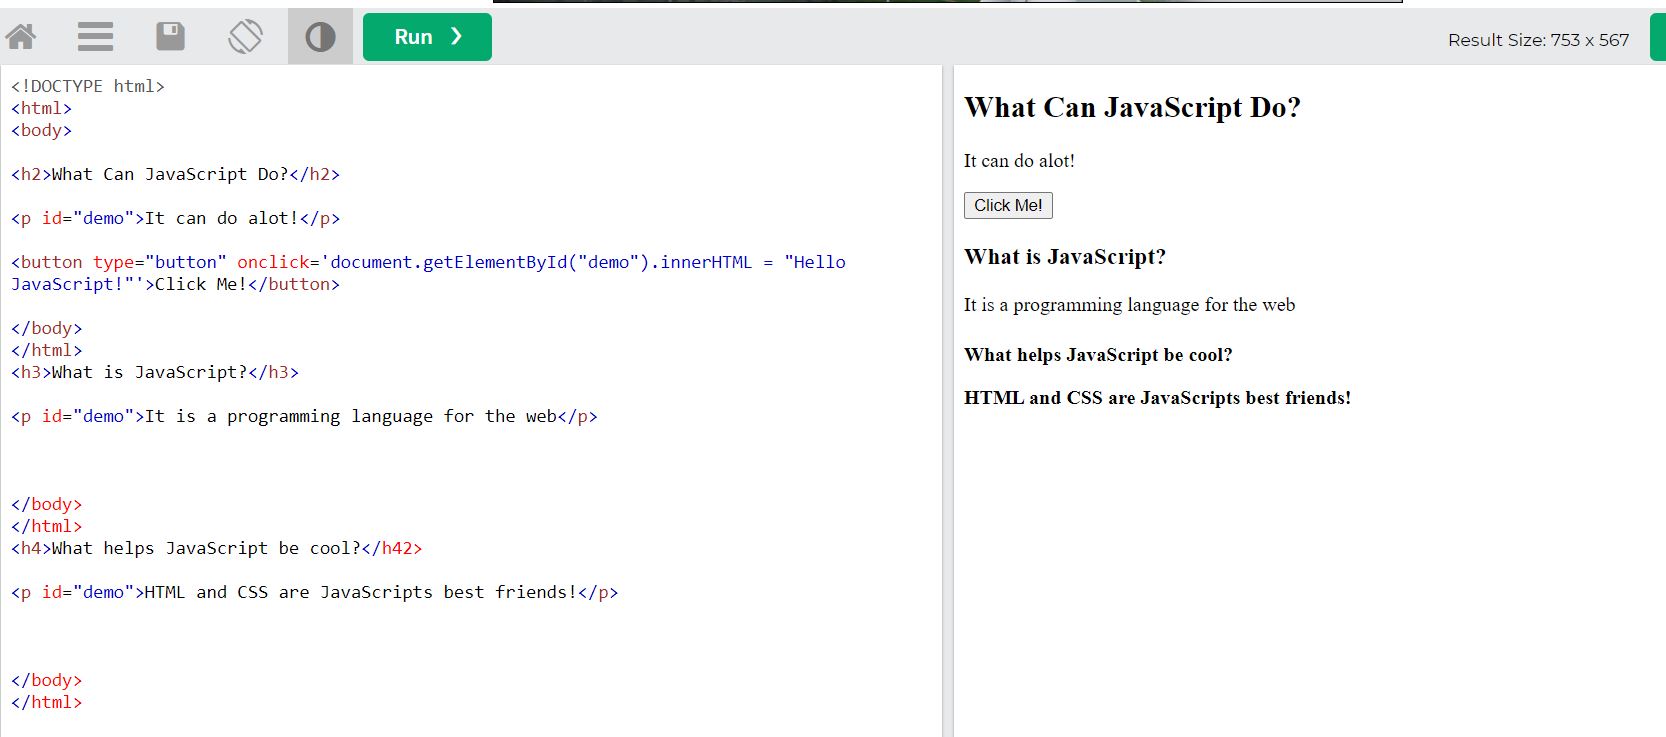 Run ❯
Result Size: 753 x 567
<!DOCTYPE html>
<html>
<body>
<h2>What Can JavaScript Do?</h2>
<p id="demo">It can do alot!</p>
<button type="button" onclick='document.getElementById("demo").innerHTML = "Hello
JavaScript!"'>Click Me!</button>
</body>
</html>
<h3>What is JavaScript?</h3>
<p id="demo">It is a programming language for the web</p>
</body>
</html>
<h4>What helps JavaScript be cool?</h42>
<p id="demo">HTML and CSS are JavaScripts best friends!</p>
</body>
</html>
What Can JavaScript Do?
It can do alot!
Click Me!
What is JavaScript?
It is a programming language for the web
What helps JavaScript be cool?
HTML and CSS are JavaScripts best friends!